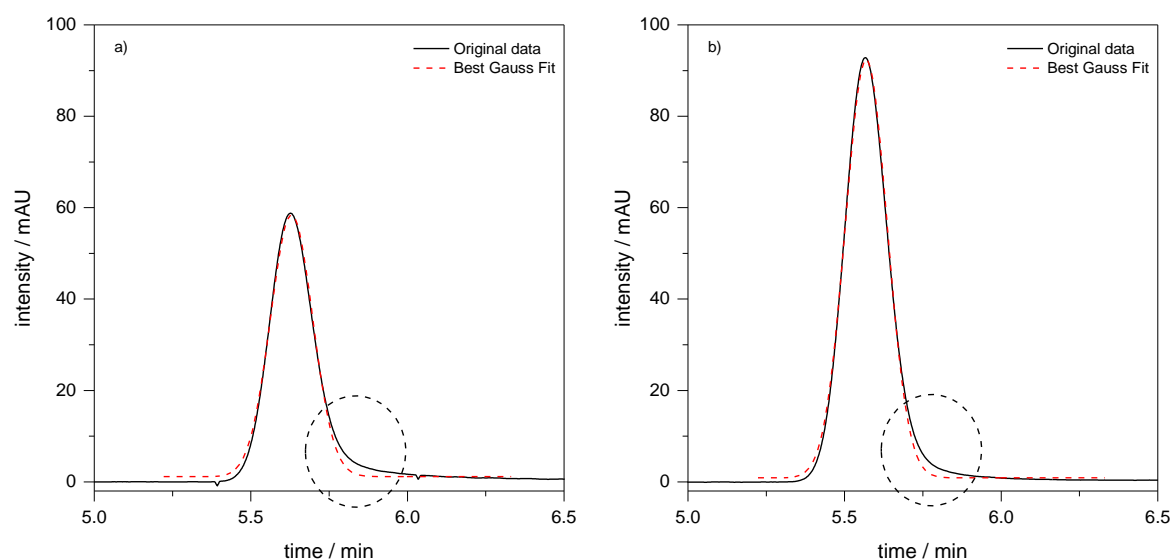 a)
Original data
Best Gauss Fit
100
80
60
40
20
0
5.0 5.5 6.0 6.5
intensity / mAU
time / min
b)
Original data
Best Gauss Fit
100
80
60
40
20
0
5.0 5.5 6.0 6.5
intensity / mAU
time / min